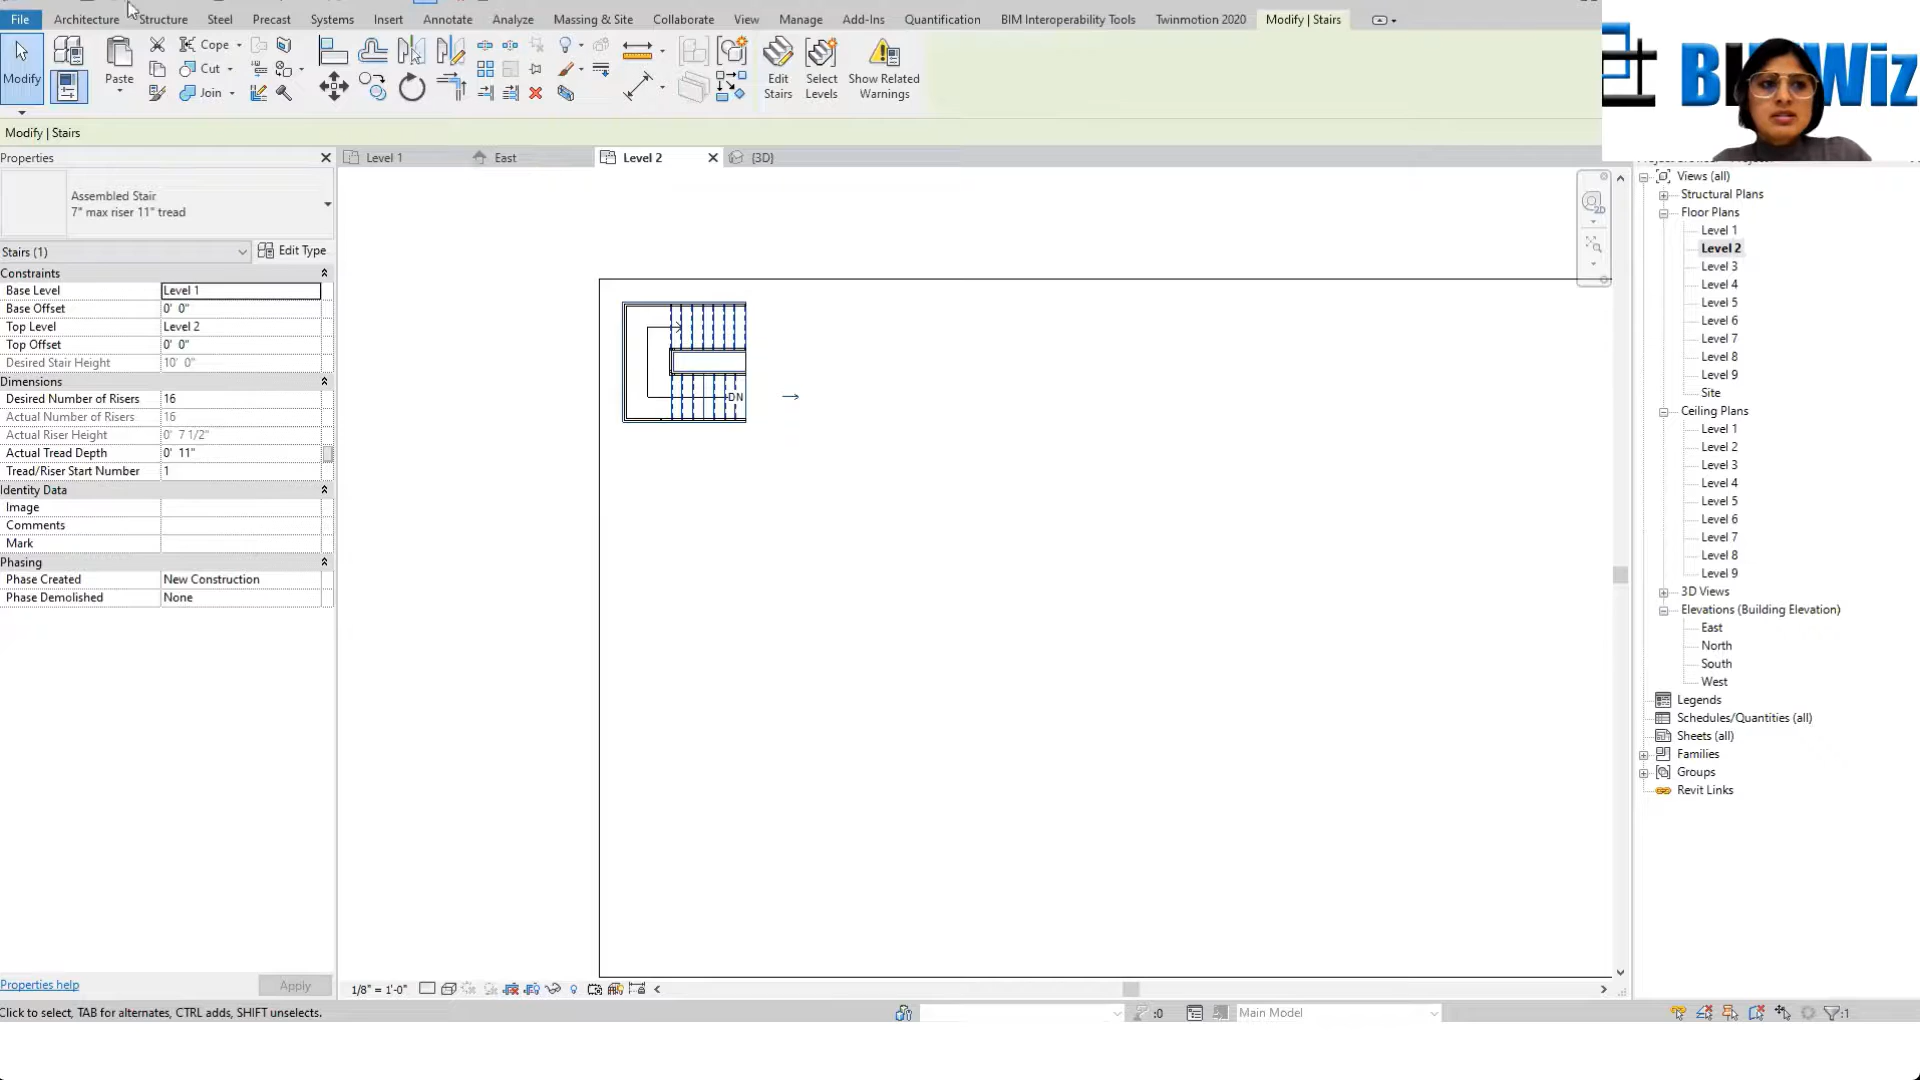 File Architecture Structure Steel Precast Systems Insert Annotate Analyze Massing & Site Collaborate View Manage Add-Ins Quantification BIM Interoperability Tools Twinmotion 2020 Modify | Stairs
Modify
Paste
Cope
Cut
Join
Edit Stairs
Select Levels
Show Related Warnings
Modify | Stairs
Properties
Level 1
East
Level 2
{3D}
Assembled Stair
7" max riser 11" tread
Stairs (1)
Edit Type
Constraints
Base Level Level 1
Base Offset 0' 0"
Top Level Level 2
Top Offset 0' 0"
Desired Stair Height 10' 0"
Dimensions
Desired Number of Risers 16
Actual Number of Risers 16
Actual Riser Height 0' 7 1/2"
Actual Tread Depth 0' 11"
Tread/Riser Start Number 1
Identity Data
Image
Comments
Mark
Phasing
Phase Created New Construction
Phase Demolished None
Properties help
Apply
DN
2D
1/8" = 1'-0"
Click to select, TAB for alternates, CTRL adds, SHIFT unselects.
:0
Main Model
:1
Wiz
Views (all)
Structural Plans
Floor Plans
Level 1
Level 2
Level 3
Level 4
Level 5
Level 6
Level 7
Level 8
Level 9
Site
Ceiling Plans
Level 1
Level 2
Level 3
Level 4
Level 5
Level 6
Level 7
Level 8
Level 9
3D Views
Elevations (Building Elevation)
East
North
South
West
Legends
Schedules/Quantities (all)
Sheets (all)
Families
Groups
Revit Links